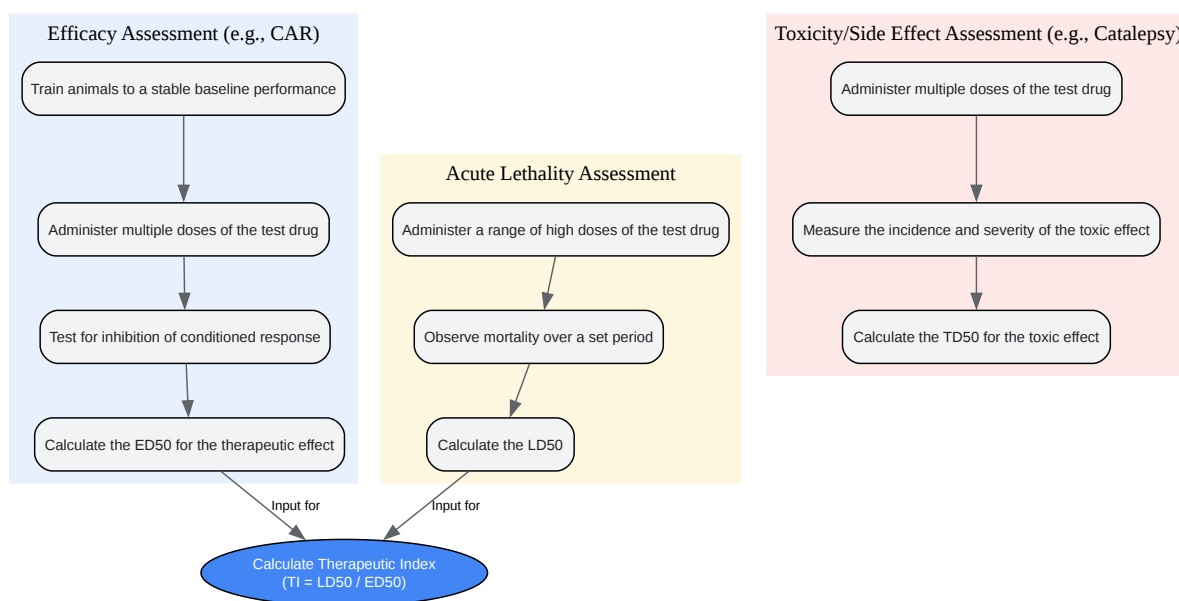 Efficacy Assessment (e.g., CAR)
Train animals to a stable baseline performance
Administer multiple doses of the test drug
Test for inhibition of conditioned response
Calculate the ED50 for the therapeutic effect
Acute Lethality Assessment
Administer a range of high doses of the test drug
Observe mortality over a set period
Calculate the LD50
Toxicity/Side Effect Assessment (e.g., Catalepsy)
Administer multiple doses of the test drug
Measure the incidence and severity of the toxic effect
Calculate the TD50 for the toxic effect
Input for
Input for
Calculate Therapeutic Index
(TI = LD50 / ED50)